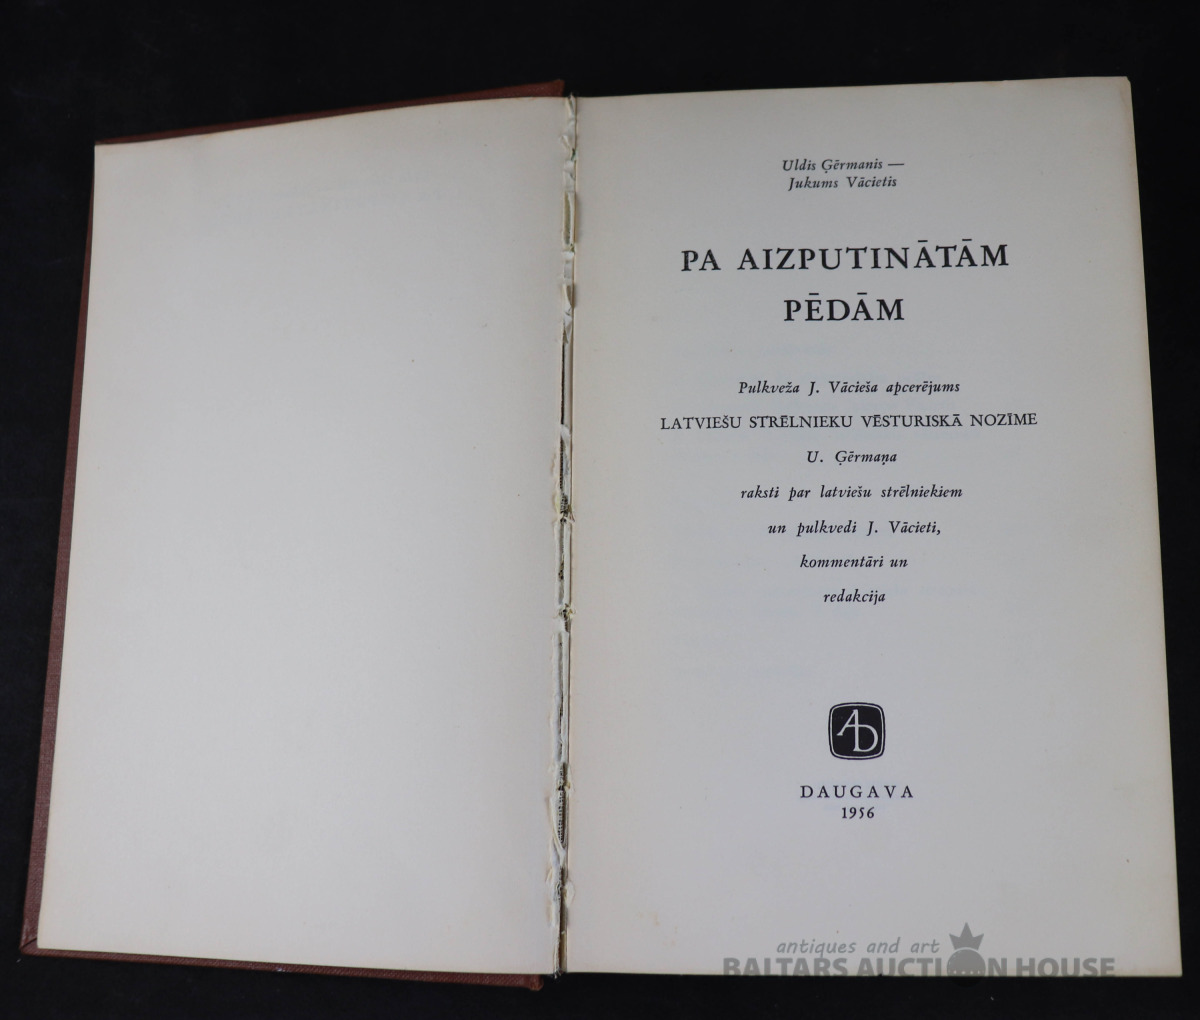 Uldis Ģērmanis —
Jukums Vācietis
PA AIZPUTINĀTĀM
PĒDĀM
Pulkveža J. Vācieša apcerējums
LATVIEŠU STRĒLNIEKU VĒSTURISKĀ NOZĪME
U. Ģērmaņa
raksti par latviešu strēlniekiem
un pulkvedi J. Vācieti,
kommentāri un
redakcija
AD
DAUGAVA
1956
antiques and art
BALTARS AUCTION HOUSE